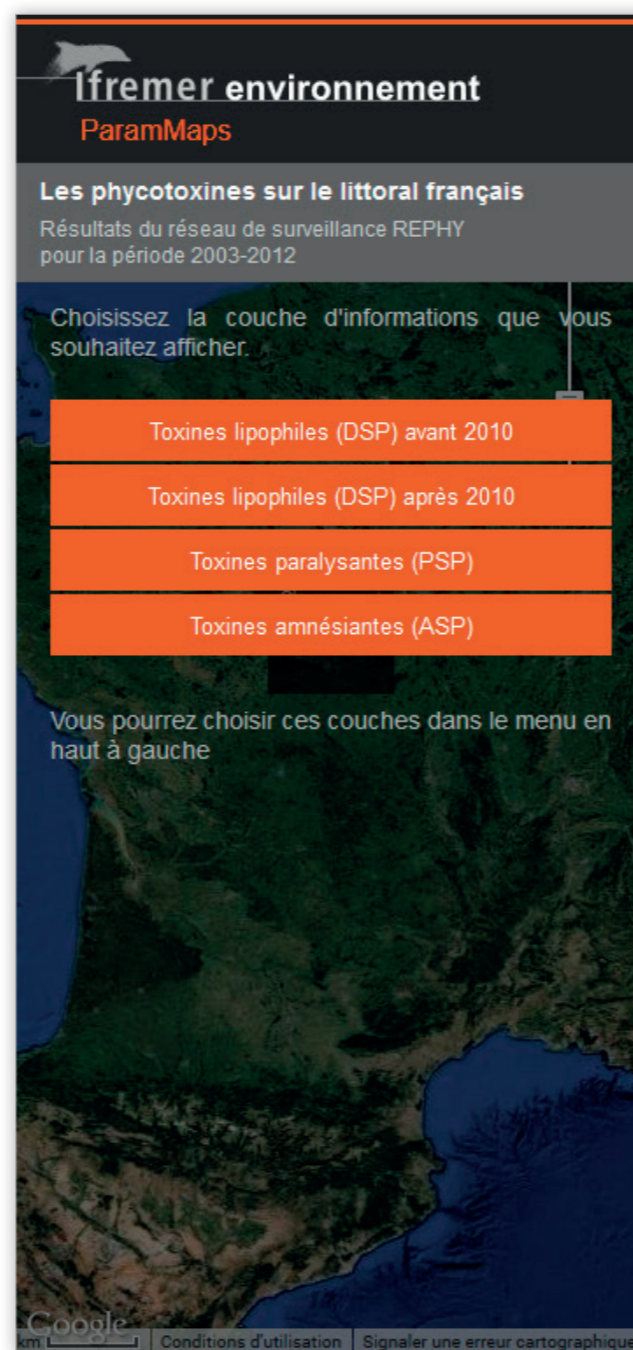 Ifremer environnement
ParamMaps
Les phycotoxines sur le littoral français
Résultats du réseau de surveillance REPHY
pour la période 2003-2012
Choisissez la couche d'informations que vous
souhaitez afficher.
Toxines lipophiles (DSP) avant 2010
Toxines lipophiles (DSP) après 2010
Toxines paralysantes (PSP)
Toxines amnésiantes (ASP)
Vous pourrez choisir ces couches dans le menu en
haut à gauche
Google
km Conditions d'utilisation Signaler une erreur cartographique